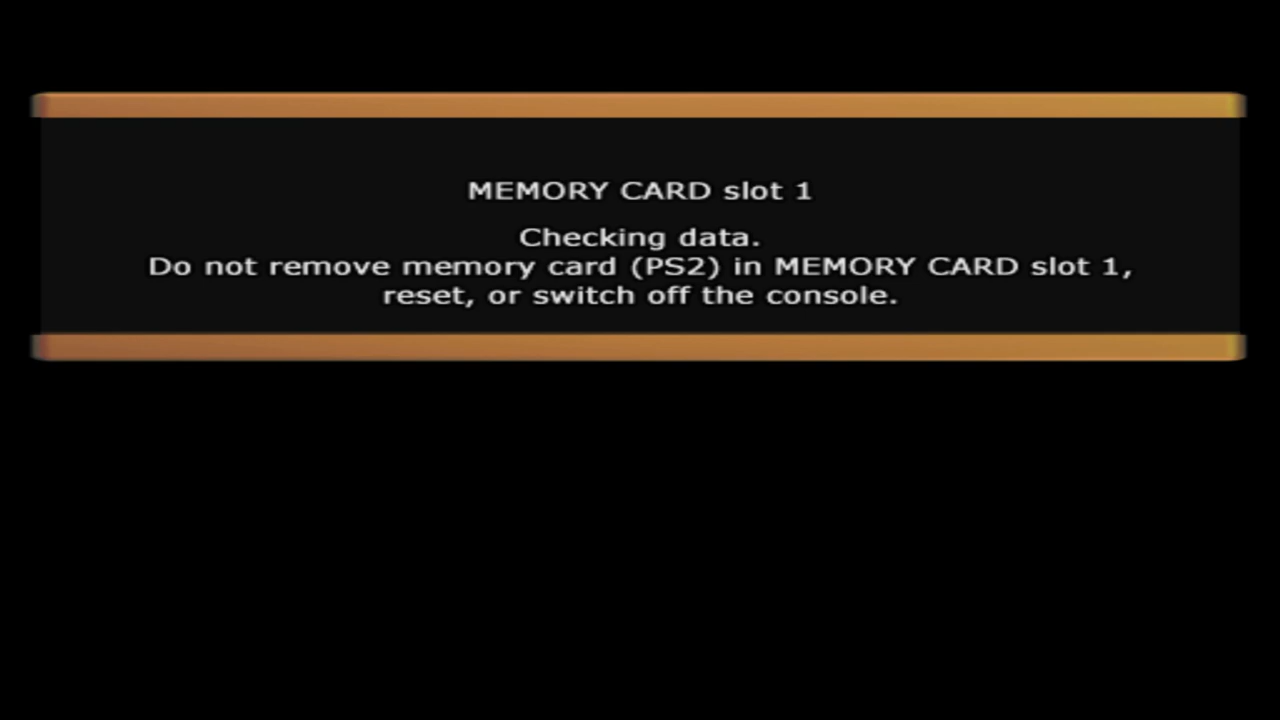 MEMORY CARD slot 1
Checking data.
Do not remove memory card (PS2) in MEMORY CARD slot 1,
reset, or switch off the console.